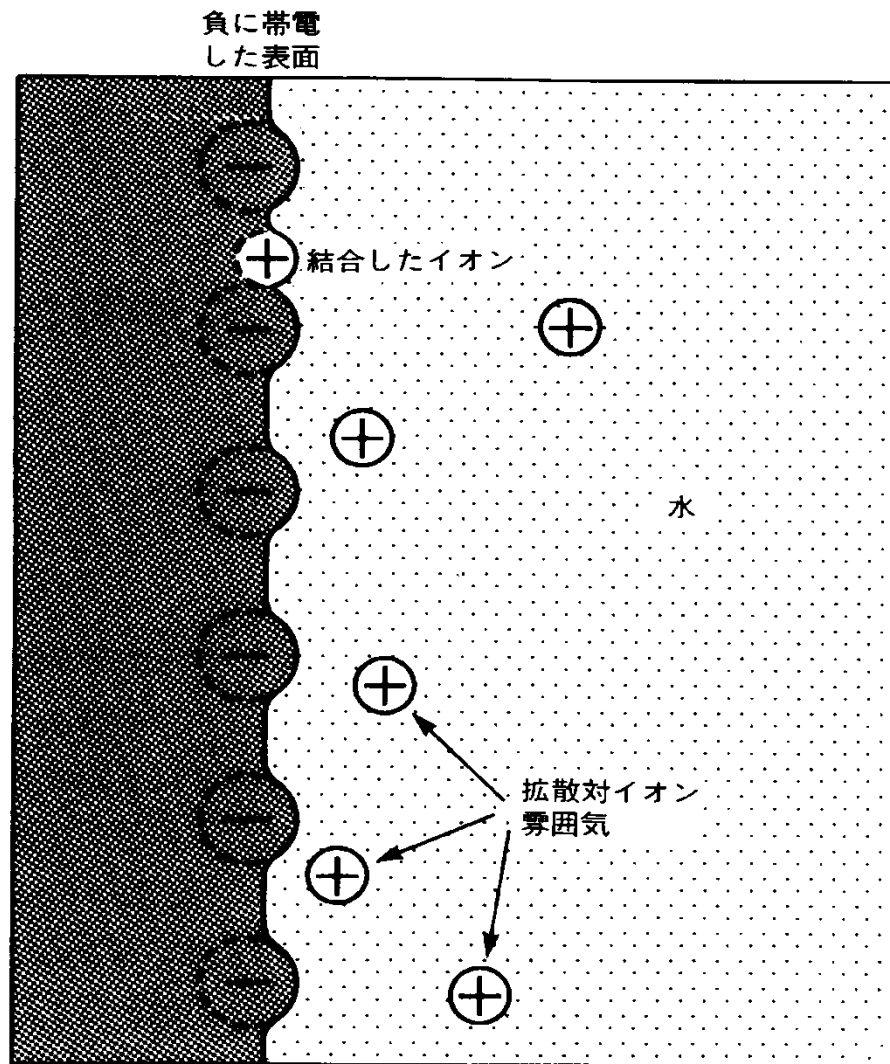 負に帯電
した表面
結合したイオン
水
拡散対イオン
雰囲気